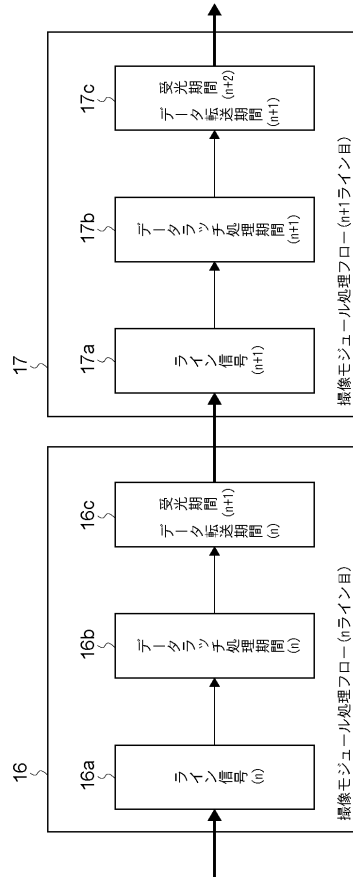 16
16a
ライン信号
(n)
16b
データラッチ処理期間
(n)
16c
受光期間
(n+1)
データ転送期間
(n)
撮像モジュール処理フロー(nライン目)
17
17a
ライン信号
(n+1)
17b
データラッチ処理期間
(n+1)
17c
受光期間
(n+2)
データ転送期間
(n+1)
撮像モジュール処理フロー(n+1ライン目)